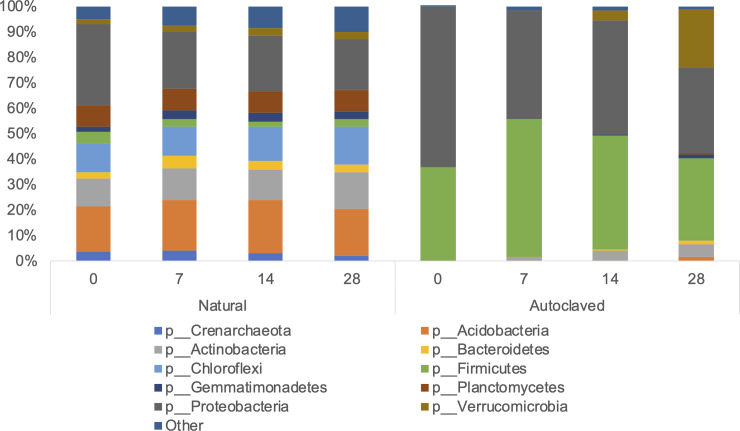 100%
90%
80%
70%
60%
50%
40%
30%
20%
10%
0%
0 7 14 28 0 7 14 28
Natural Autoclaved
p__Crenarchaeota p__Acidobacteria
p__Actinobacteria p__Bacteroidetes
p__Chloroflexi p__Firmicutes
p__Gemmatimonadetes p__Planctomycetes
p__Proteobacteria p__Verrucomicrobia
Other